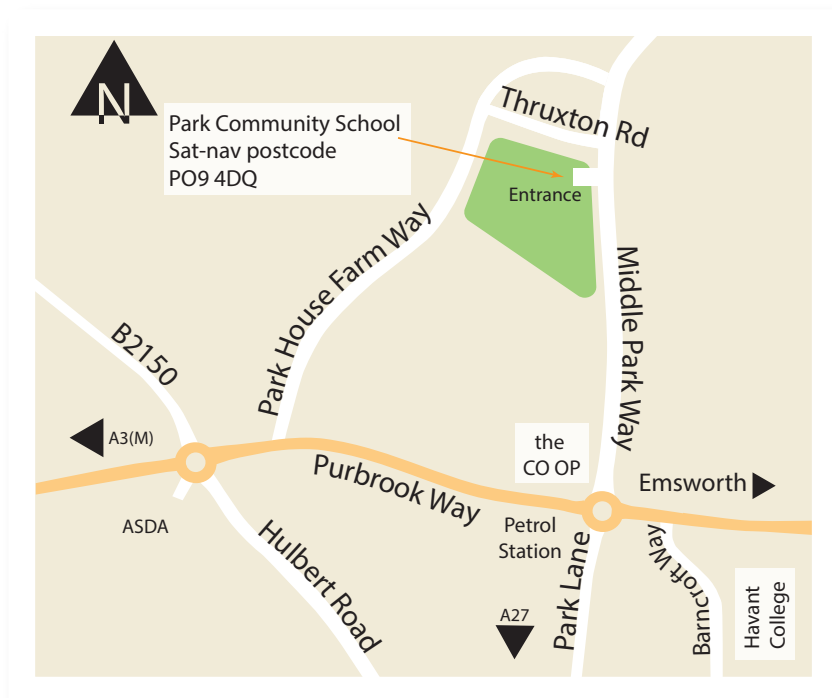 N
Park Community School
Sat-nav postcode
PO9 4DQ
Thruxton Rd
Entrance
Park House Farm Way
Middle Park Way
B2150
A3(M)
the
CO OP
Purbrook Way
Emsworth
ASDA
Petrol
Station
Hulbert Road
Park Lane
Barncroft Way
A27
Havant
College